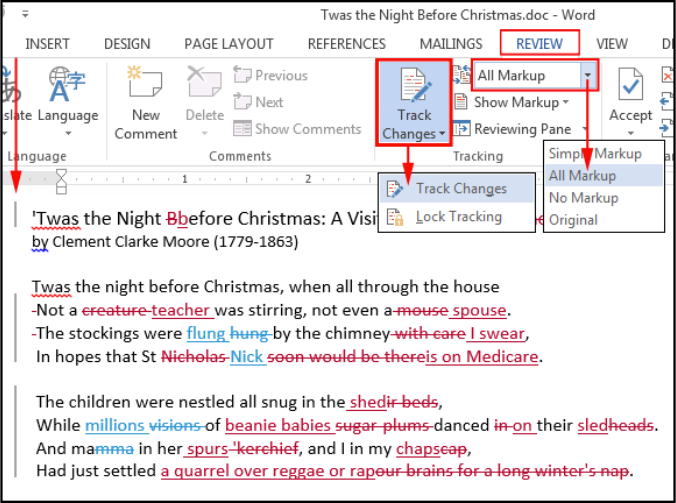 Twas the Night Before Christmas.doc - Word
INSERT DESIGN PAGE LAYOUT REFERENCES MAILINGS REVIEW VIEW
Previous
All Markup
Next
Show Markup
slate Language New Comment Delete Show Comments Track Changes Reviewing Pane Accept
Language Comments Tracking
Simple Markup
Track Changes All Markup
Lock Tracking No Markup
Original
1 2
'Twas the Night Bbefore Christmas: A Visi
by Clement Clarke Moore (1779-1863)
Twas the night before Christmas, when all through the house
-Not a creature teacher was stirring, not even a mouse spouse.
-The stockings were flung hung by the chimney with care I swear,
In hopes that St Nicholas Nick soon would be thereis on Medicare.
The children were nestled all snug in the shedir beds,
While millions visions of beanie babies sugar plums danced in on their sledheads.
And mamma in her spurs 'kerchief, and I in my chapscap,
Had just settled a quarrel over reggae or rapour brains for a long winter's nap.